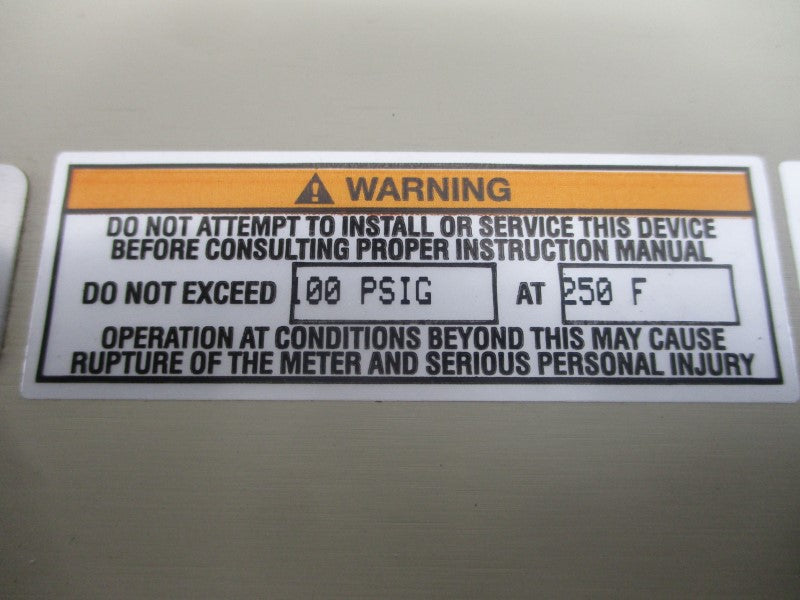 WARNING
DO NOT ATTEMPT TO INSTALL OR SERVICE THIS DEVICE
BEFORE CONSULTING PROPER INSTRUCTION MANUAL
DO NOT EXCEED 100 PSIG AT 250 F
OPERATION AT CONDITIONS BEYOND THIS MAY CAUSE
RUPTURE OF THE METER AND SERIOUS PERSONAL INJURY